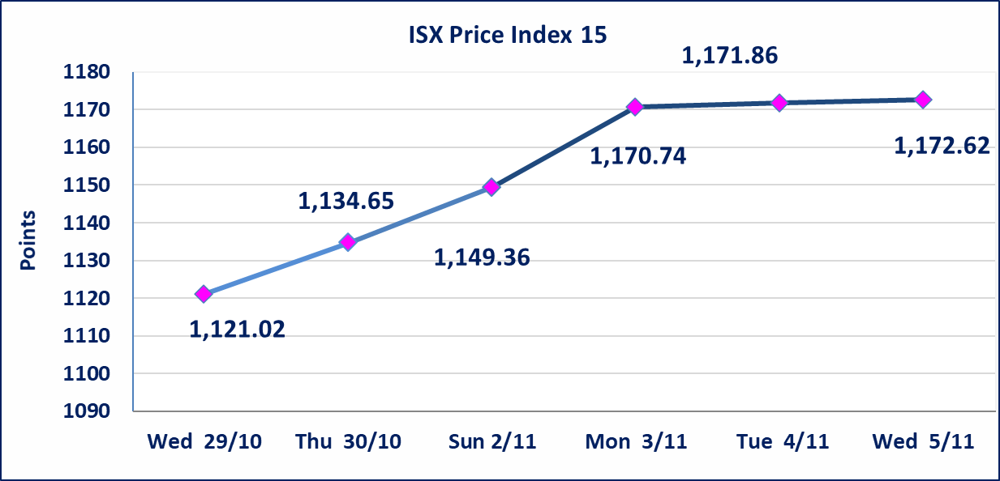 ISX Price Index 15
1,171.86
1180
1170
1160
1150
1140
1130
1120
1110
1100
1090
Points
1,121.02
1,134.65
1,149.36
1,170.74
1,172.62
Wed 29/10
Thu 30/10
Sun 2/11
Mon 3/11
Tue 4/11
Wed 5/11